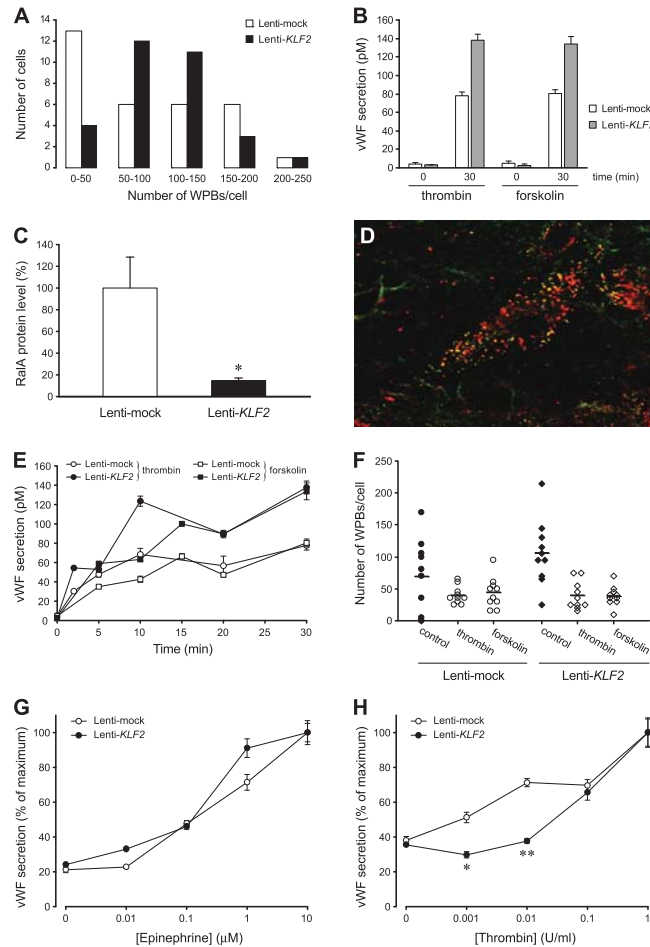 A
Lenti-mock
Lenti-KLF2
14
12
10
8
6
4
2
0
Number of cells
0-50 50-100 100-150 150-200 200-250
Number of WPBs/cell
B
160
140
120
100
80
60
40
20
0
vWF secretion (pM)
Lenti-mock
Lenti-KLF2
0 30 0 30 time (min)
thrombin forskolin
C
140
120
100
80
60
40
20
0
RalA protein level (%)
*
Lenti-mock Lenti-KLF2
D
E
Lenti-mock
Lenti-KLF2
thrombin
Lenti-mock
Lenti-KLF2
forskolin
160
140
120
100
80
60
40
20
0
vWF secretion (pM)
0 5 10 15 20 30
Time (min)
F
250
200
150
100
50
0
Number of WPBs/cell
control thrombin forskolin control thrombin forskolin
Lenti-mock Lenti-KLF2
G
Lenti-mock
Lenti-KLF2
100
80
60
40
20
0
vWF secretion (% of maximum)
0 0.01 0.1 1 10
[Epinephrine] (μM)
H
Lenti-mock
Lenti-KLF2
100
80
60
40
20
0
vWF secretion (% of maximum)
*
**
0 0.001 0.01 0.1 1
[Thrombin] (U/ml)